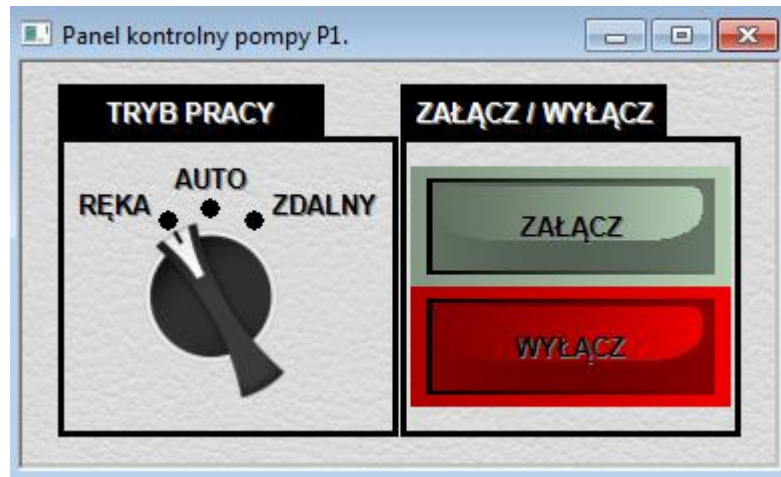 Panel kontrolny pompy P1.
TRYB PRACY
ZAŁĄCZ / WYŁĄCZ
AUTO
RĘKA
ZDALNY
ZAŁĄCZ
WYŁĄCZ